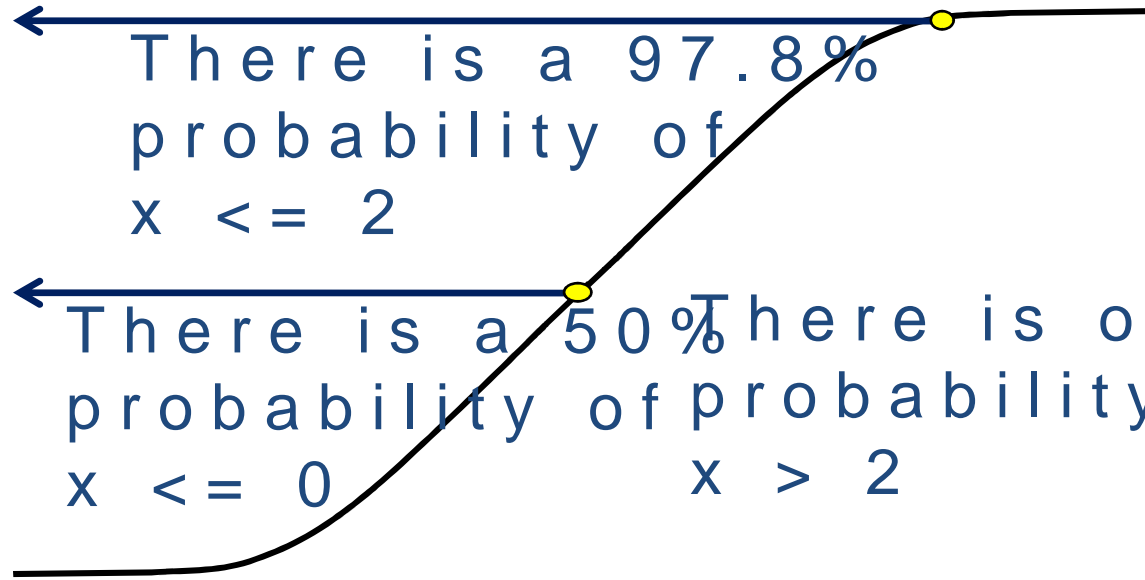 There is a 97.8%
probability of
x <= 2
There is a 50%
probability of
x <= 0
There is o
probability
x > 2